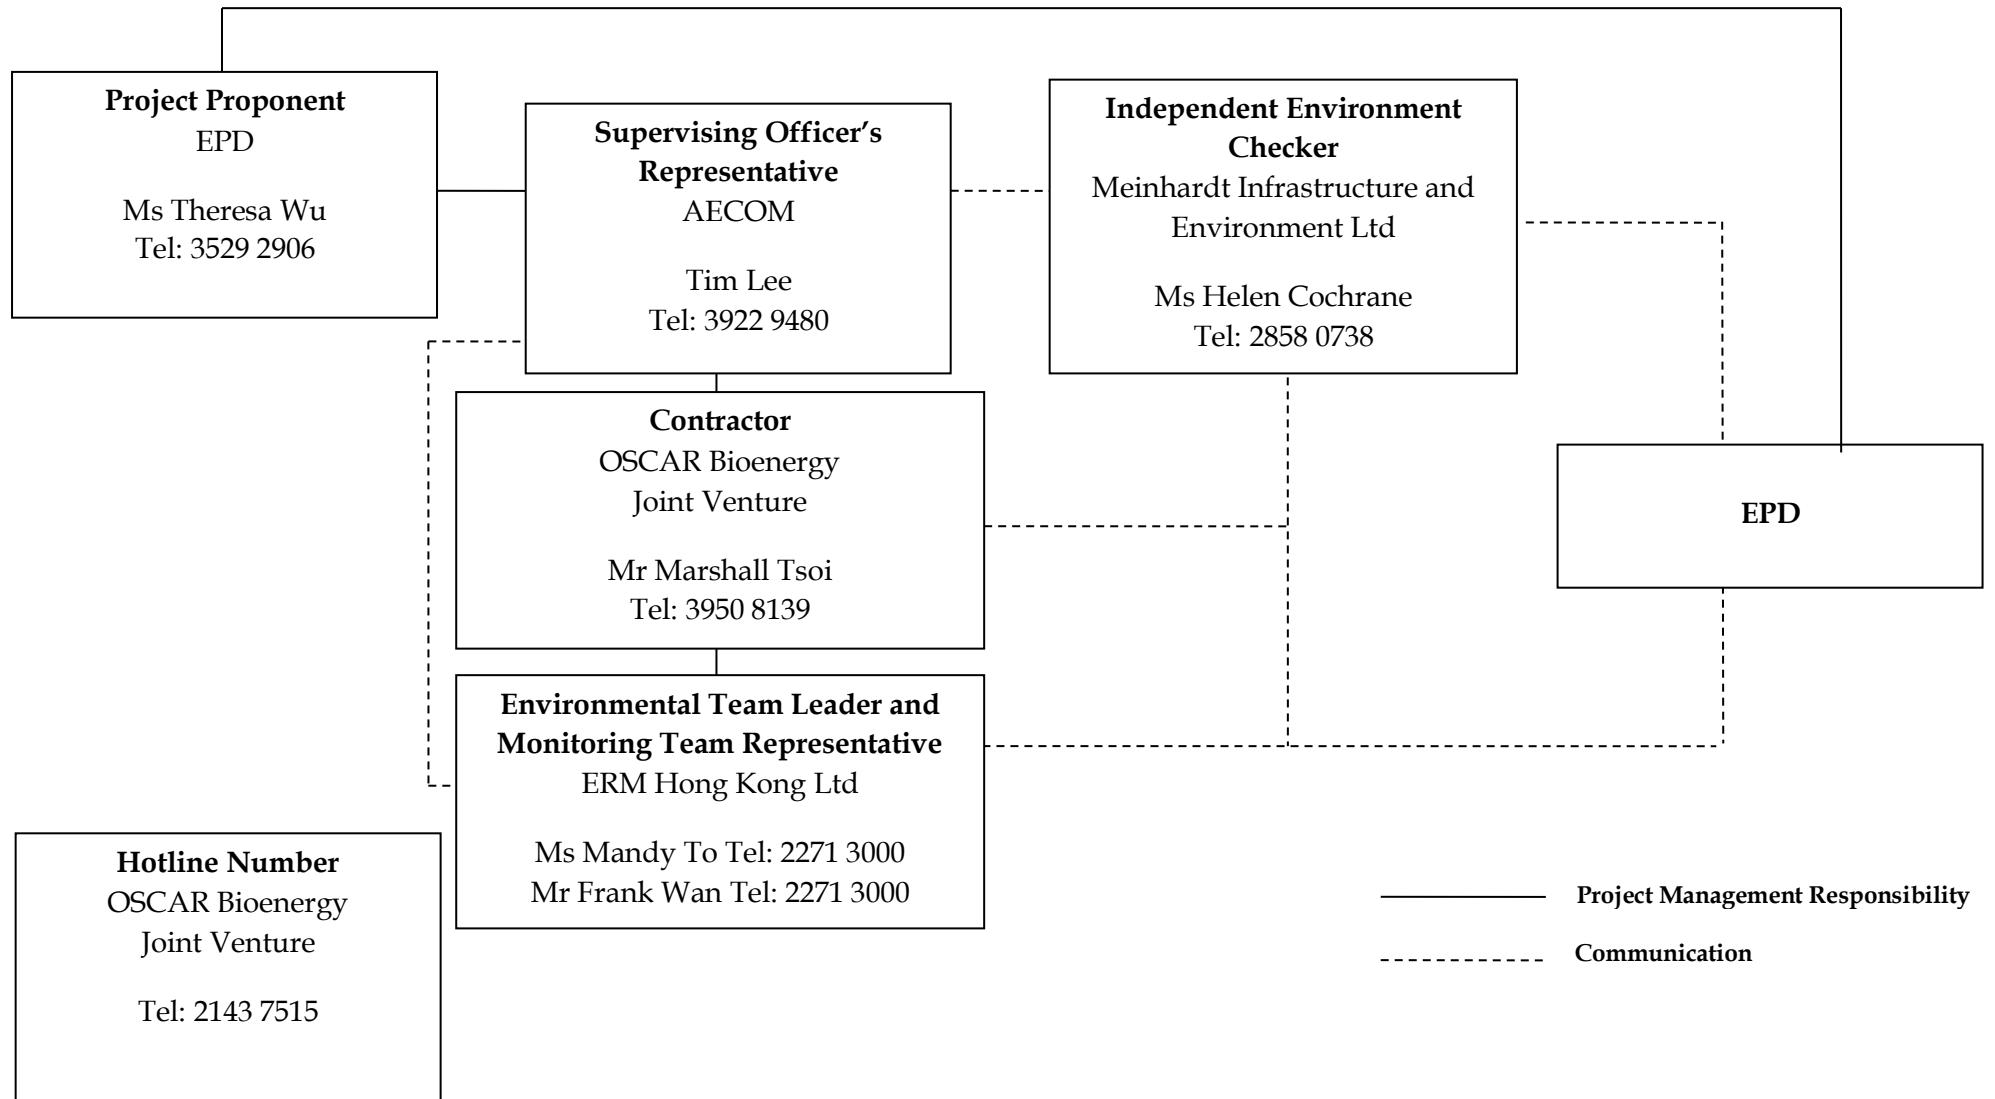 Project Proponent
EPD
Ms Theresa Wu
Tel: 3529 2906
Supervising Officer’s
Representative
AECOM
Tim Lee
Tel: 3922 9480
Independent Environment
Checker
Meinhardt Infrastructure and
Environment Ltd
Ms Helen Cochrane
Tel: 2858 0738
Contractor
OSCAR Bioenergy
Joint Venture
Mr Marshall Tsoi
Tel: 3950 8139
EPD
Environmental Team Leader and
Monitoring Team Representative
ERM Hong Kong Ltd
Ms Mandy To Tel: 2271 3000
Mr Frank Wan Tel: 2271 3000
Hotline Number
OSCAR Bioenergy
Joint Venture
Tel: 2143 7515
Project Management Responsibility
Communication